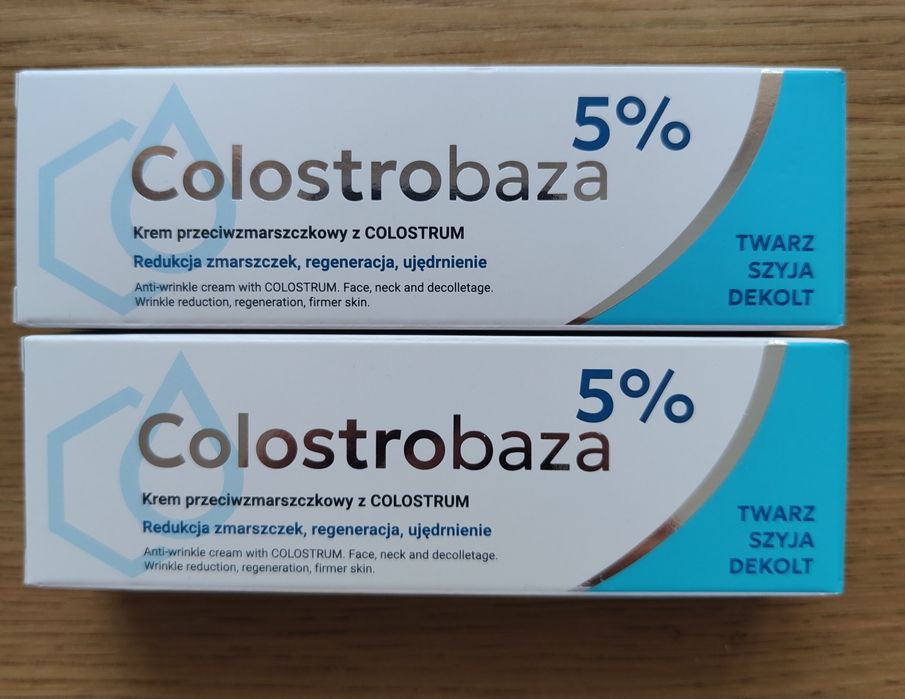 5%
Colostrobaza
Krem przeciwzmarszczkowy z COLOSTRUM
Redukcja zmarszczek, regeneracja, ujędrnienie
Anti-wrinkle cream with COLOSTRUM. Face, neck and decolletage.
Wrinkle reduction, regeneration, firmer skin.
TWARZ
SZYJA
DEKOLT
5%
Colostrobaza
Krem przeciwzmarszczkowy z COLOSTRUM
Redukcja zmarszczek, regeneracja, ujędrnienie
Anti-wrinkle cream with COLOSTRUM. Face, neck and decolletage.
Wrinkle reduction, regeneration, firmer skin.
TWARZ
SZYJA
DEKOLT